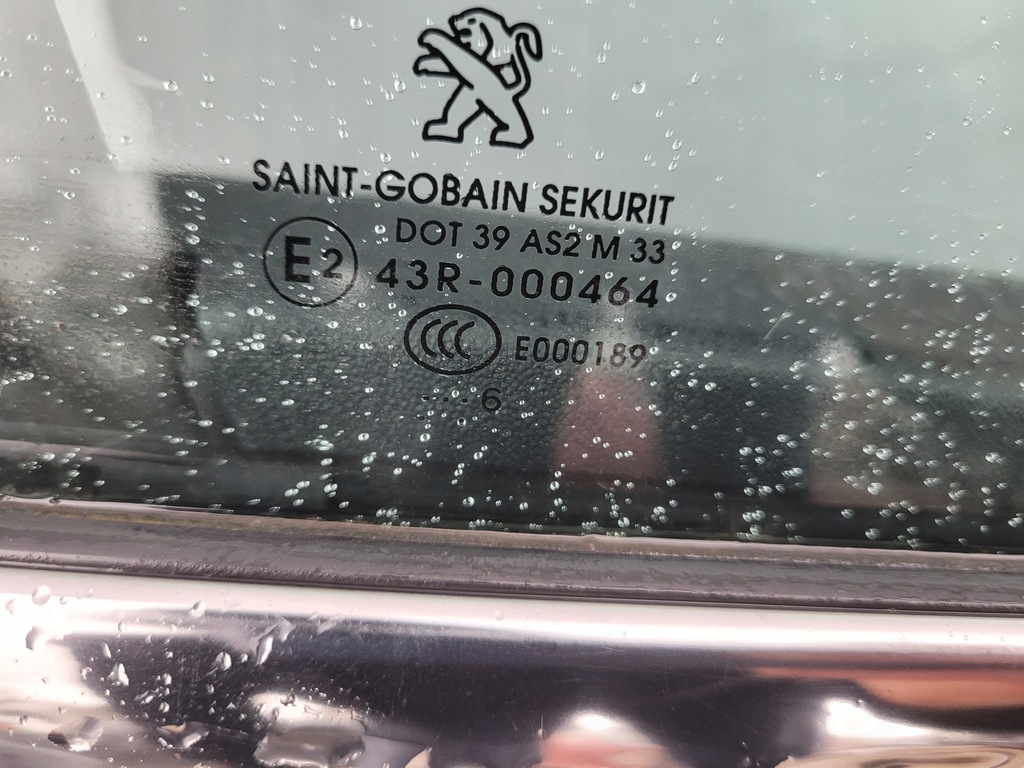 SAINT-GOBAIN SEKURIT
DOT 39 AS2 M 33
E2 43R-000464
CCC E000189
···· 6